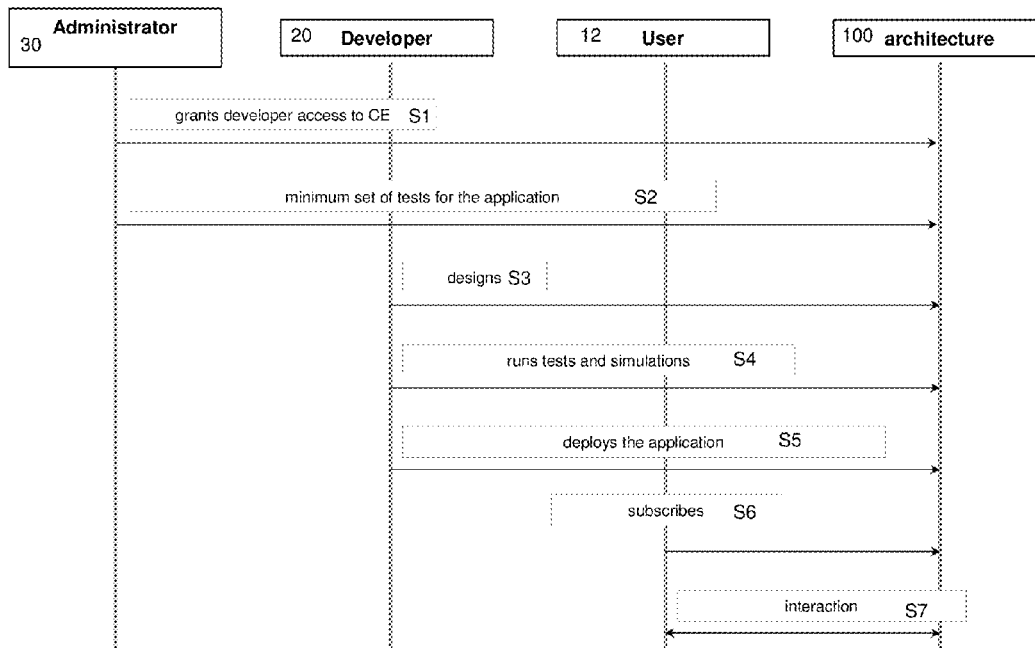 30 Administrator
20 Developer
12 User
100 architecture
grants developer access to CE S1
minimum set of tests for the application S2
designs S3
runs tests and simulations S4
deploys the application S5
subscribes S6
interaction S7